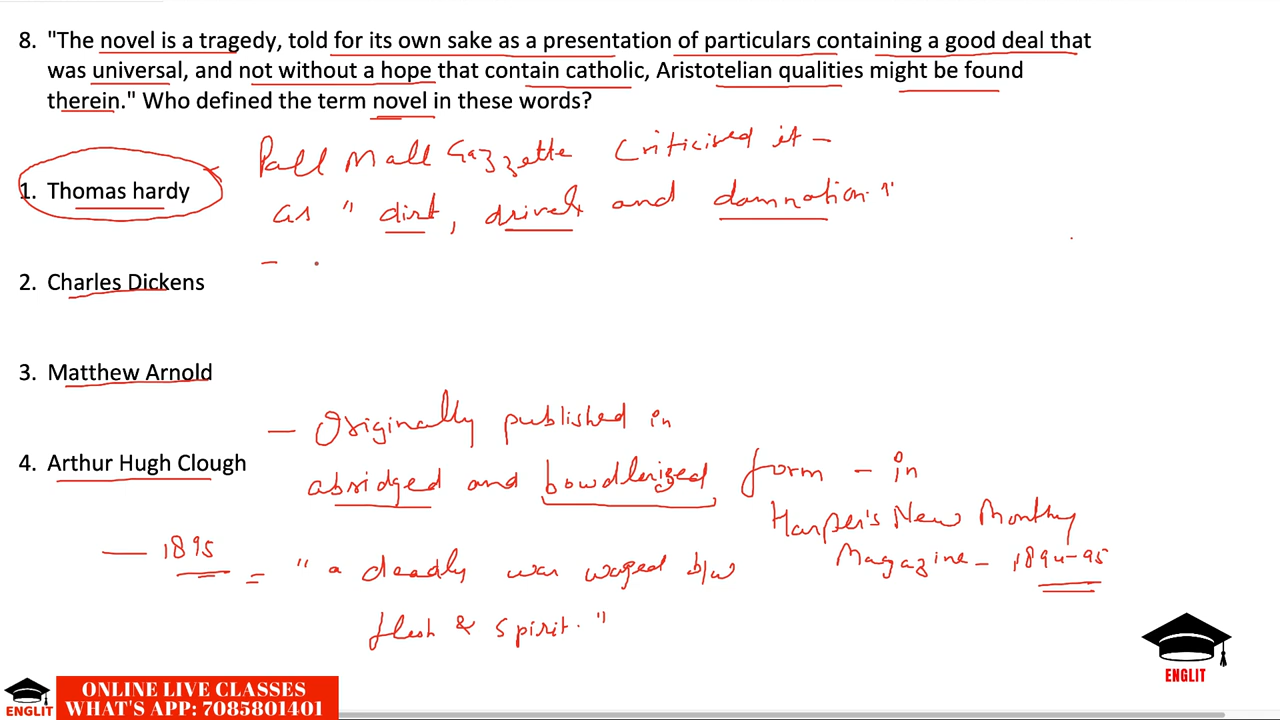 8. "The novel is a tragedy, told for its own sake as a presentation of particulars containing a good deal that
was universal, and not without a hope that contain catholic, Aristotelian qualities might be found
therein." Who defined the term novel in these words?
Pall Mall Gazzette Criticised it –
1. Thomas hardy
as " dirt, drivel and damnation "
2. Charles Dickens
3. Matthew Arnold
– Originally published in
4. Arthur Hugh Clough
abridged and bowdlerized form – in
Harper's New Monthly
Magazine – 1894-95
— 1895 = " a deadly war waged b/w
flesh & spirit. "
ENGLIT
ONLINE LIVE CLASSES
WHAT'S APP: 7085801401
ENGLIT